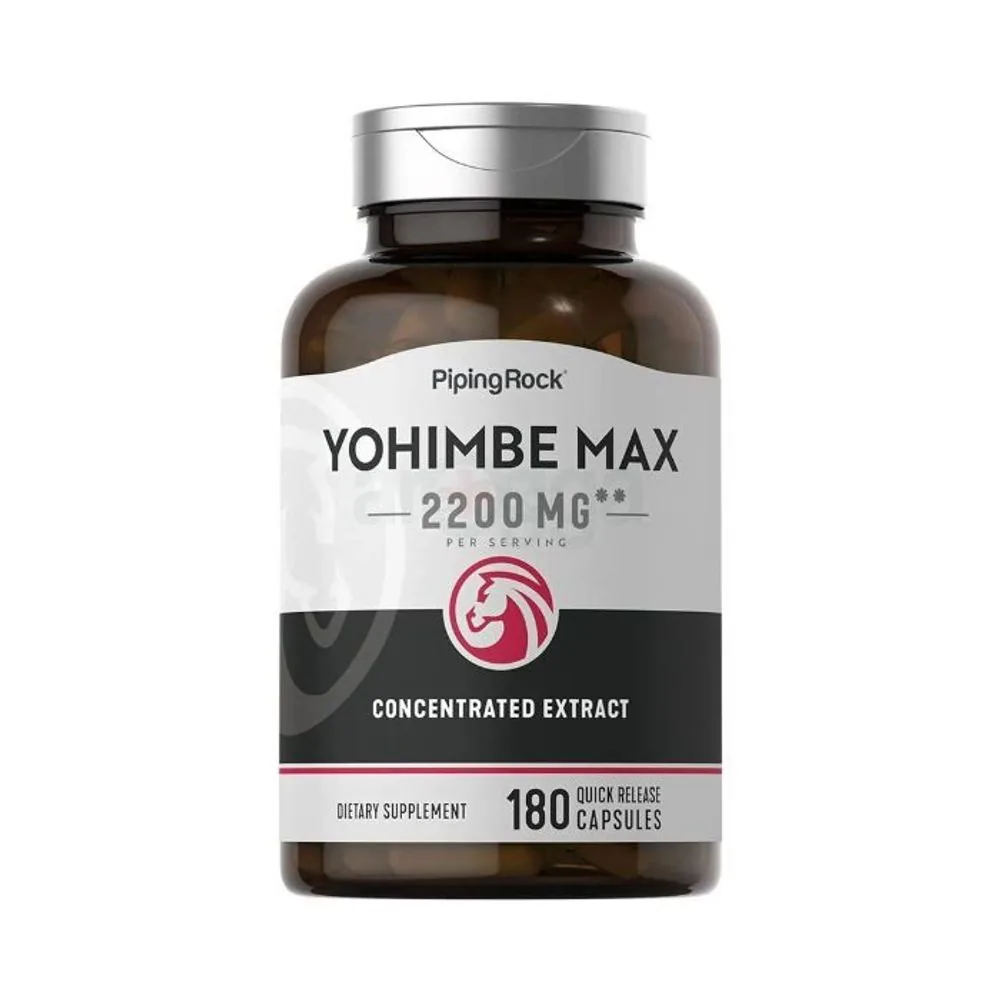 PipingRock®
YOHIMBE MAX
2200 MG**
PER SERVING
CONCENTRATED EXTRACT
DIETARY SUPPLEMENT
180 QUICK RELEASE
CAPSULES